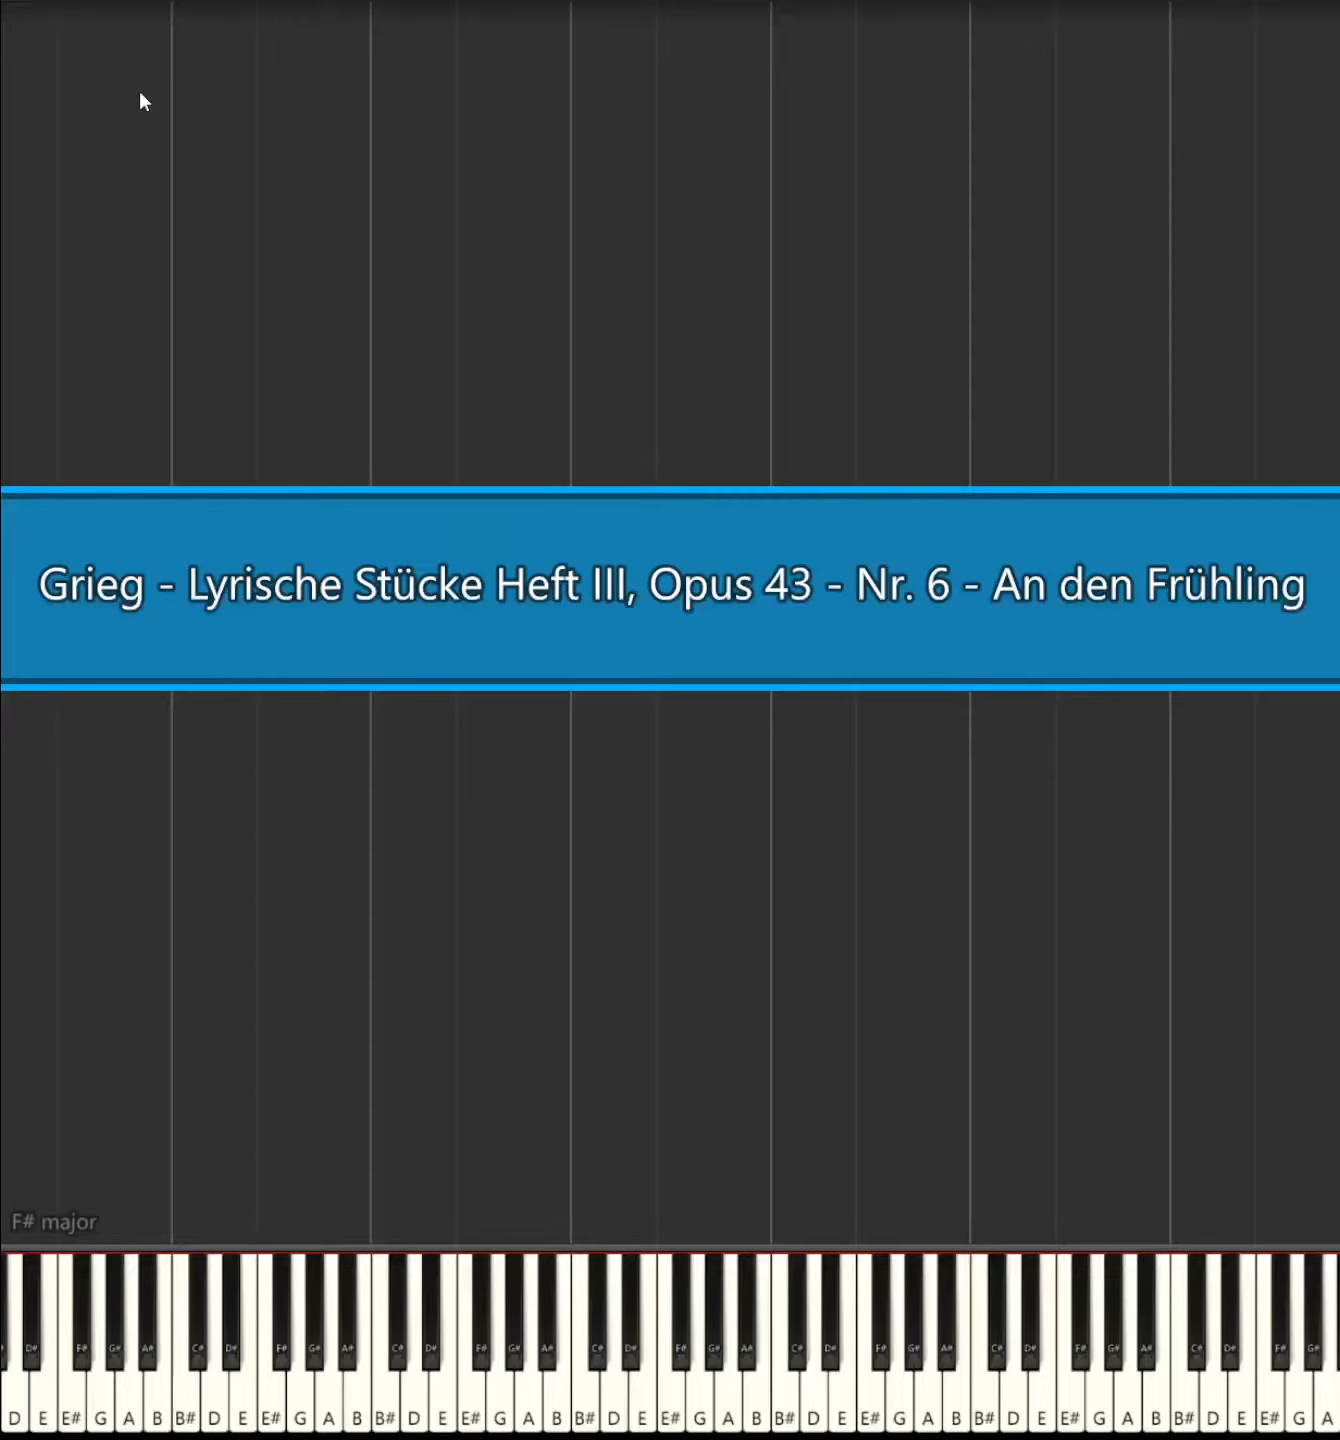 Grieg - Lyrische Stücke Heft III, Opus 43 - Nr. 6 - An den Frühling
F# major
D# F# G# A# C# D# F# G# A# C# D# F# G# A# C# D# F# G# A# C# D# F# G# A# C# D# F# G# A# C# D# F# G#
D E E# G A B B# D E E# G A B B# D E E# G A B B# D E E# G A B B# D E E# G A B B# D E E# G A B B# D E E# G A